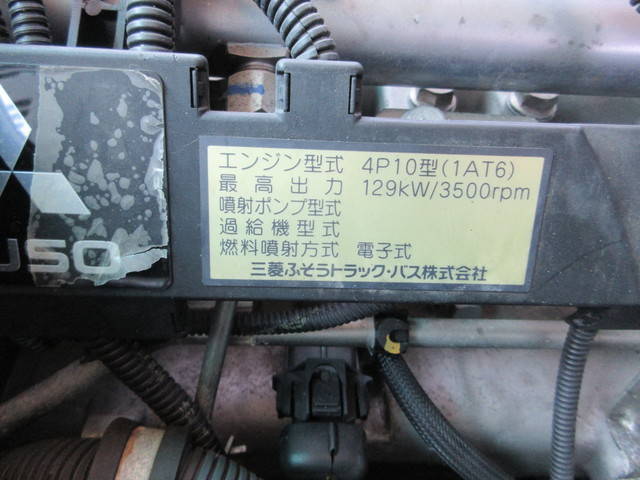 エンジン型式 4P10型(1AT6)
最高出力 129kW/3500rpm
噴射ポンプ型式
過給機型式
燃料噴射方式 電子式
三菱ふそうトラック・バス株式会社
USO